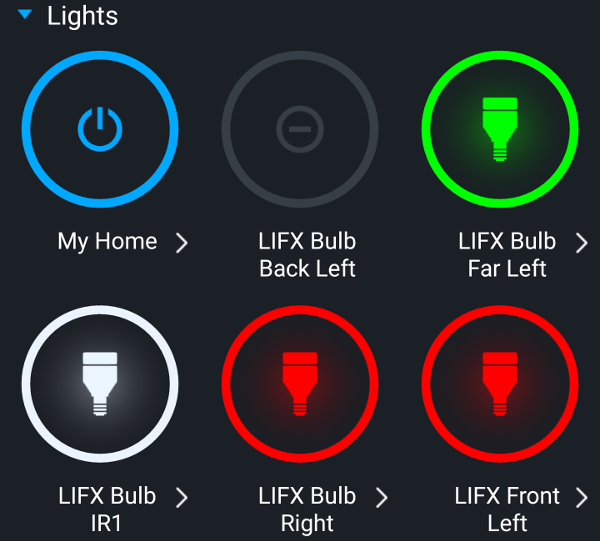 Lights
My Home
LIFX Bulb
Back Left
LIFX Bulb
Far Left
LIFX Bulb
IR1
LIFX Bulb
Right
LIFX Front
Left